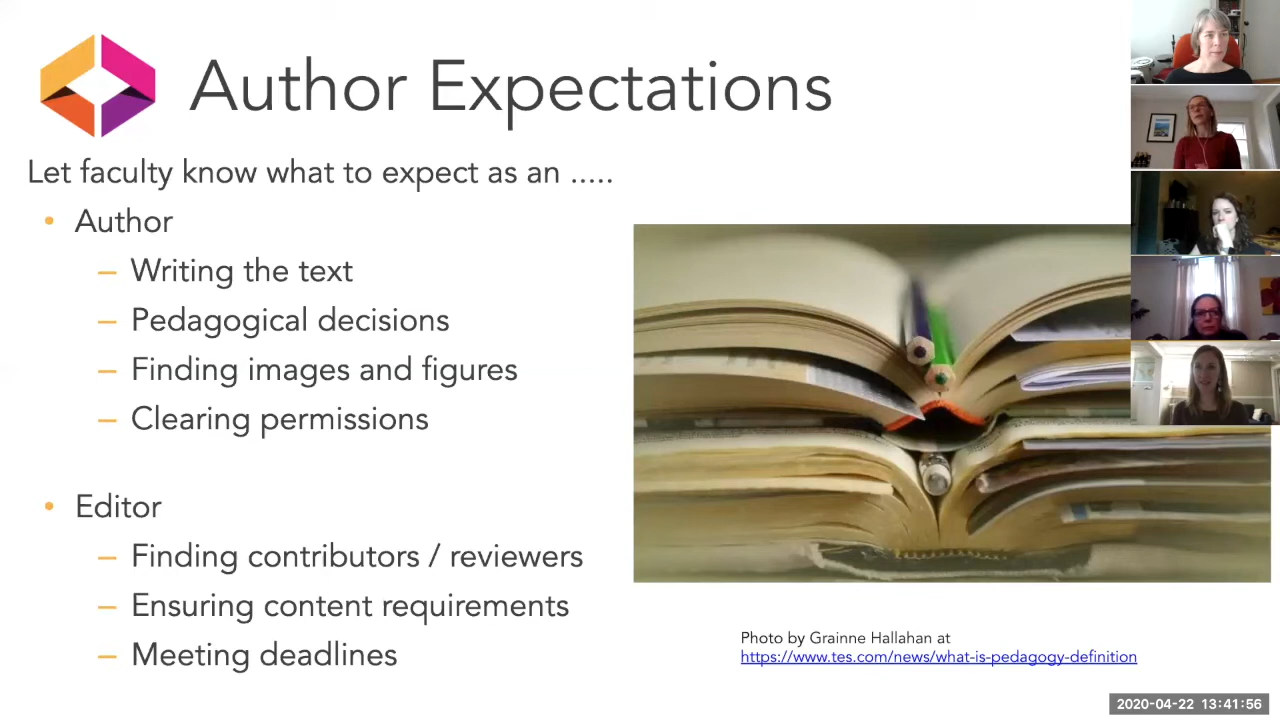 Author Expectations
Let faculty know what to expect as an .....
• Author
– Writing the text
– Pedagogical decisions
– Finding images and figures
– Clearing permissions
• Editor
– Finding contributors / reviewers
– Ensuring content requirements
– Meeting deadlines
Photo by Grainne Hallahan at
https://www.tes.com/news/what-is-pedagogy-definition
2020-04-22 13:41:56